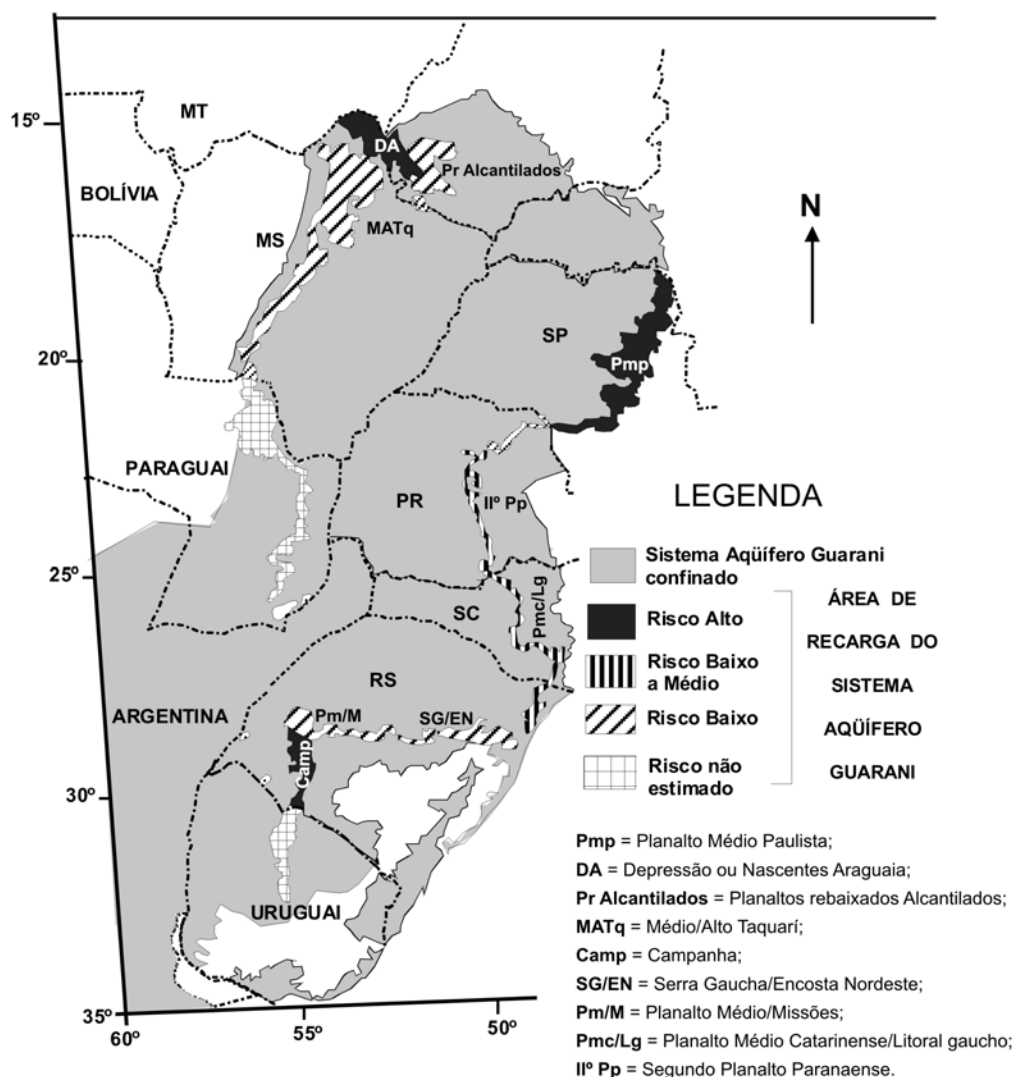 15º
20º
25º
30º
35º
60º
55º
50º
MT
BOLÍVIA
MS
DA
Pr Alcantilados
MATq
SP
Pmp
PARAGUAI
PR
IIº Pp
SC
Pmc/Lg
RS
ARGENTINA
Pm/M
SG/EN
Camp
URUGUAI
N
LEGENDA
Sistema Aqüífero Guarani
confinado
Risco Alto
Risco Baixo
a Médio
Risco Baixo
Risco não
estimado
ÁREA DE
RECARGA DO
SISTEMA
AQÜÍFERO
GUARANI
Pmp = Planalto Médio Paulista;
DA = Depressão ou Nascentes Araguaia;
Pr Alcantilados = Planaltos rebaixados Alcantilados;
MATq = Médio/Alto Taquarí;
Camp = Campanha;
SG/EN = Serra Gaucha/Encosta Nordeste;
Pm/M = Planalto Médio/Missões;
Pmc/Lg = Planalto Médio Catarinense/Litoral gaucho;
IIº Pp = Segundo Planalto Paranaense.